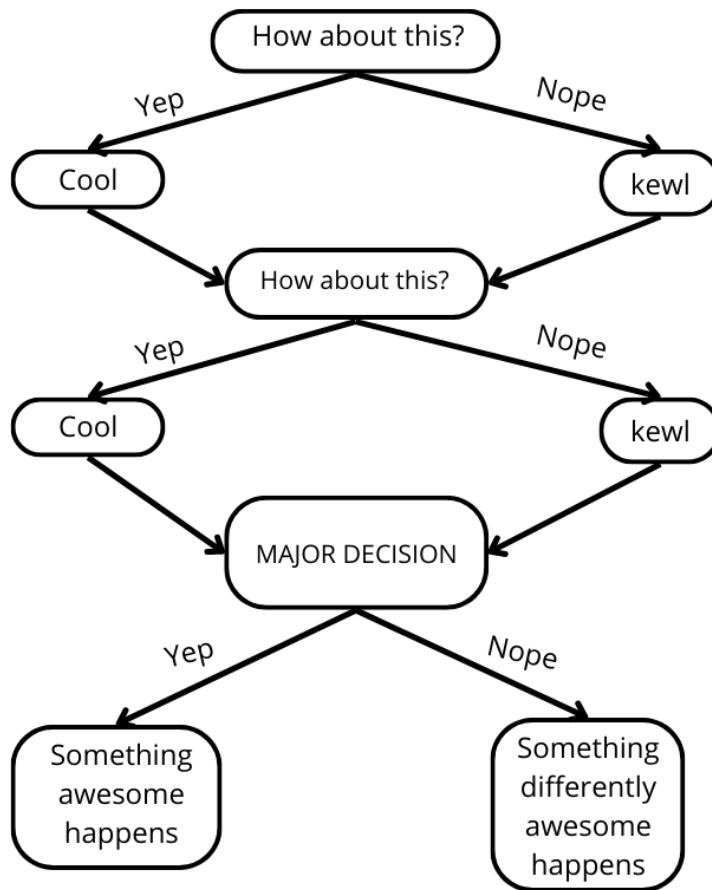 How about this?
Yep
Nope
Cool
kewl
How about this?
Yep
Nope
Cool
kewl
MAJOR DECISION
Yep
Nope
Something
awesome
happens
Something
differently
awesome
happens